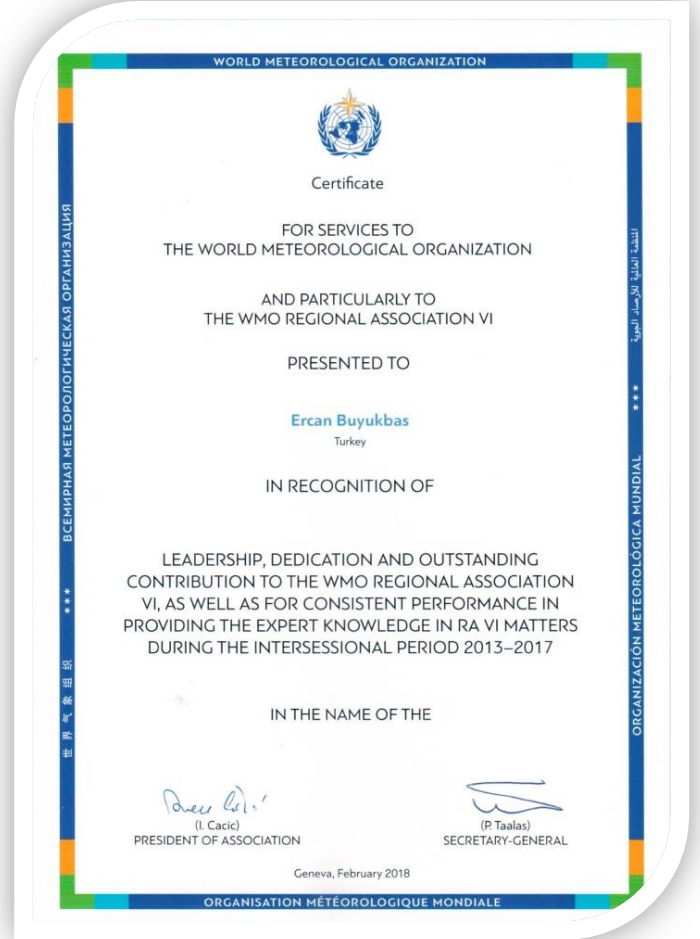 WORLD METEOROLOGICAL ORGANIZATION
Certificate
FOR SERVICES TO
THE WORLD METEOROLOGICAL ORGANIZATION
AND PARTICULARLY TO
THE WMO REGIONAL ASSOCIATION VI
PRESENTED TO
Ercan Buyukbas
Turkey
IN RECOGNITION OF
LEADERSHIP, DEDICATION AND OUTSTANDING
CONTRIBUTION TO THE WMO REGIONAL ASSOCIATION
VI, AS WELL AS FOR CONSISTENT PERFORMANCE IN
PROVIDING THE EXPERT KNOWLEDGE IN RA VI MATTERS
DURING THE INTERSESSIONAL PERIOD 2013–2017
IN THE NAME OF THE
(I. Cacic)
PRESIDENT OF ASSOCIATION
(P. Taalas)
SECRETARY-GENERAL
Geneva, February 2018
ORGANISATION MÉTÉOROLOGIQUE MONDIALE
世界气象组织 *** ВСЕМИРНАЯ МЕТЕОРОЛОГИЧЕСКАЯ ОРГАНИЗАЦИЯ
ORGANIZACIÓN METEOROLÓGICA MUNDIAL *** المنظمة العالمية للأرصاد الجوية